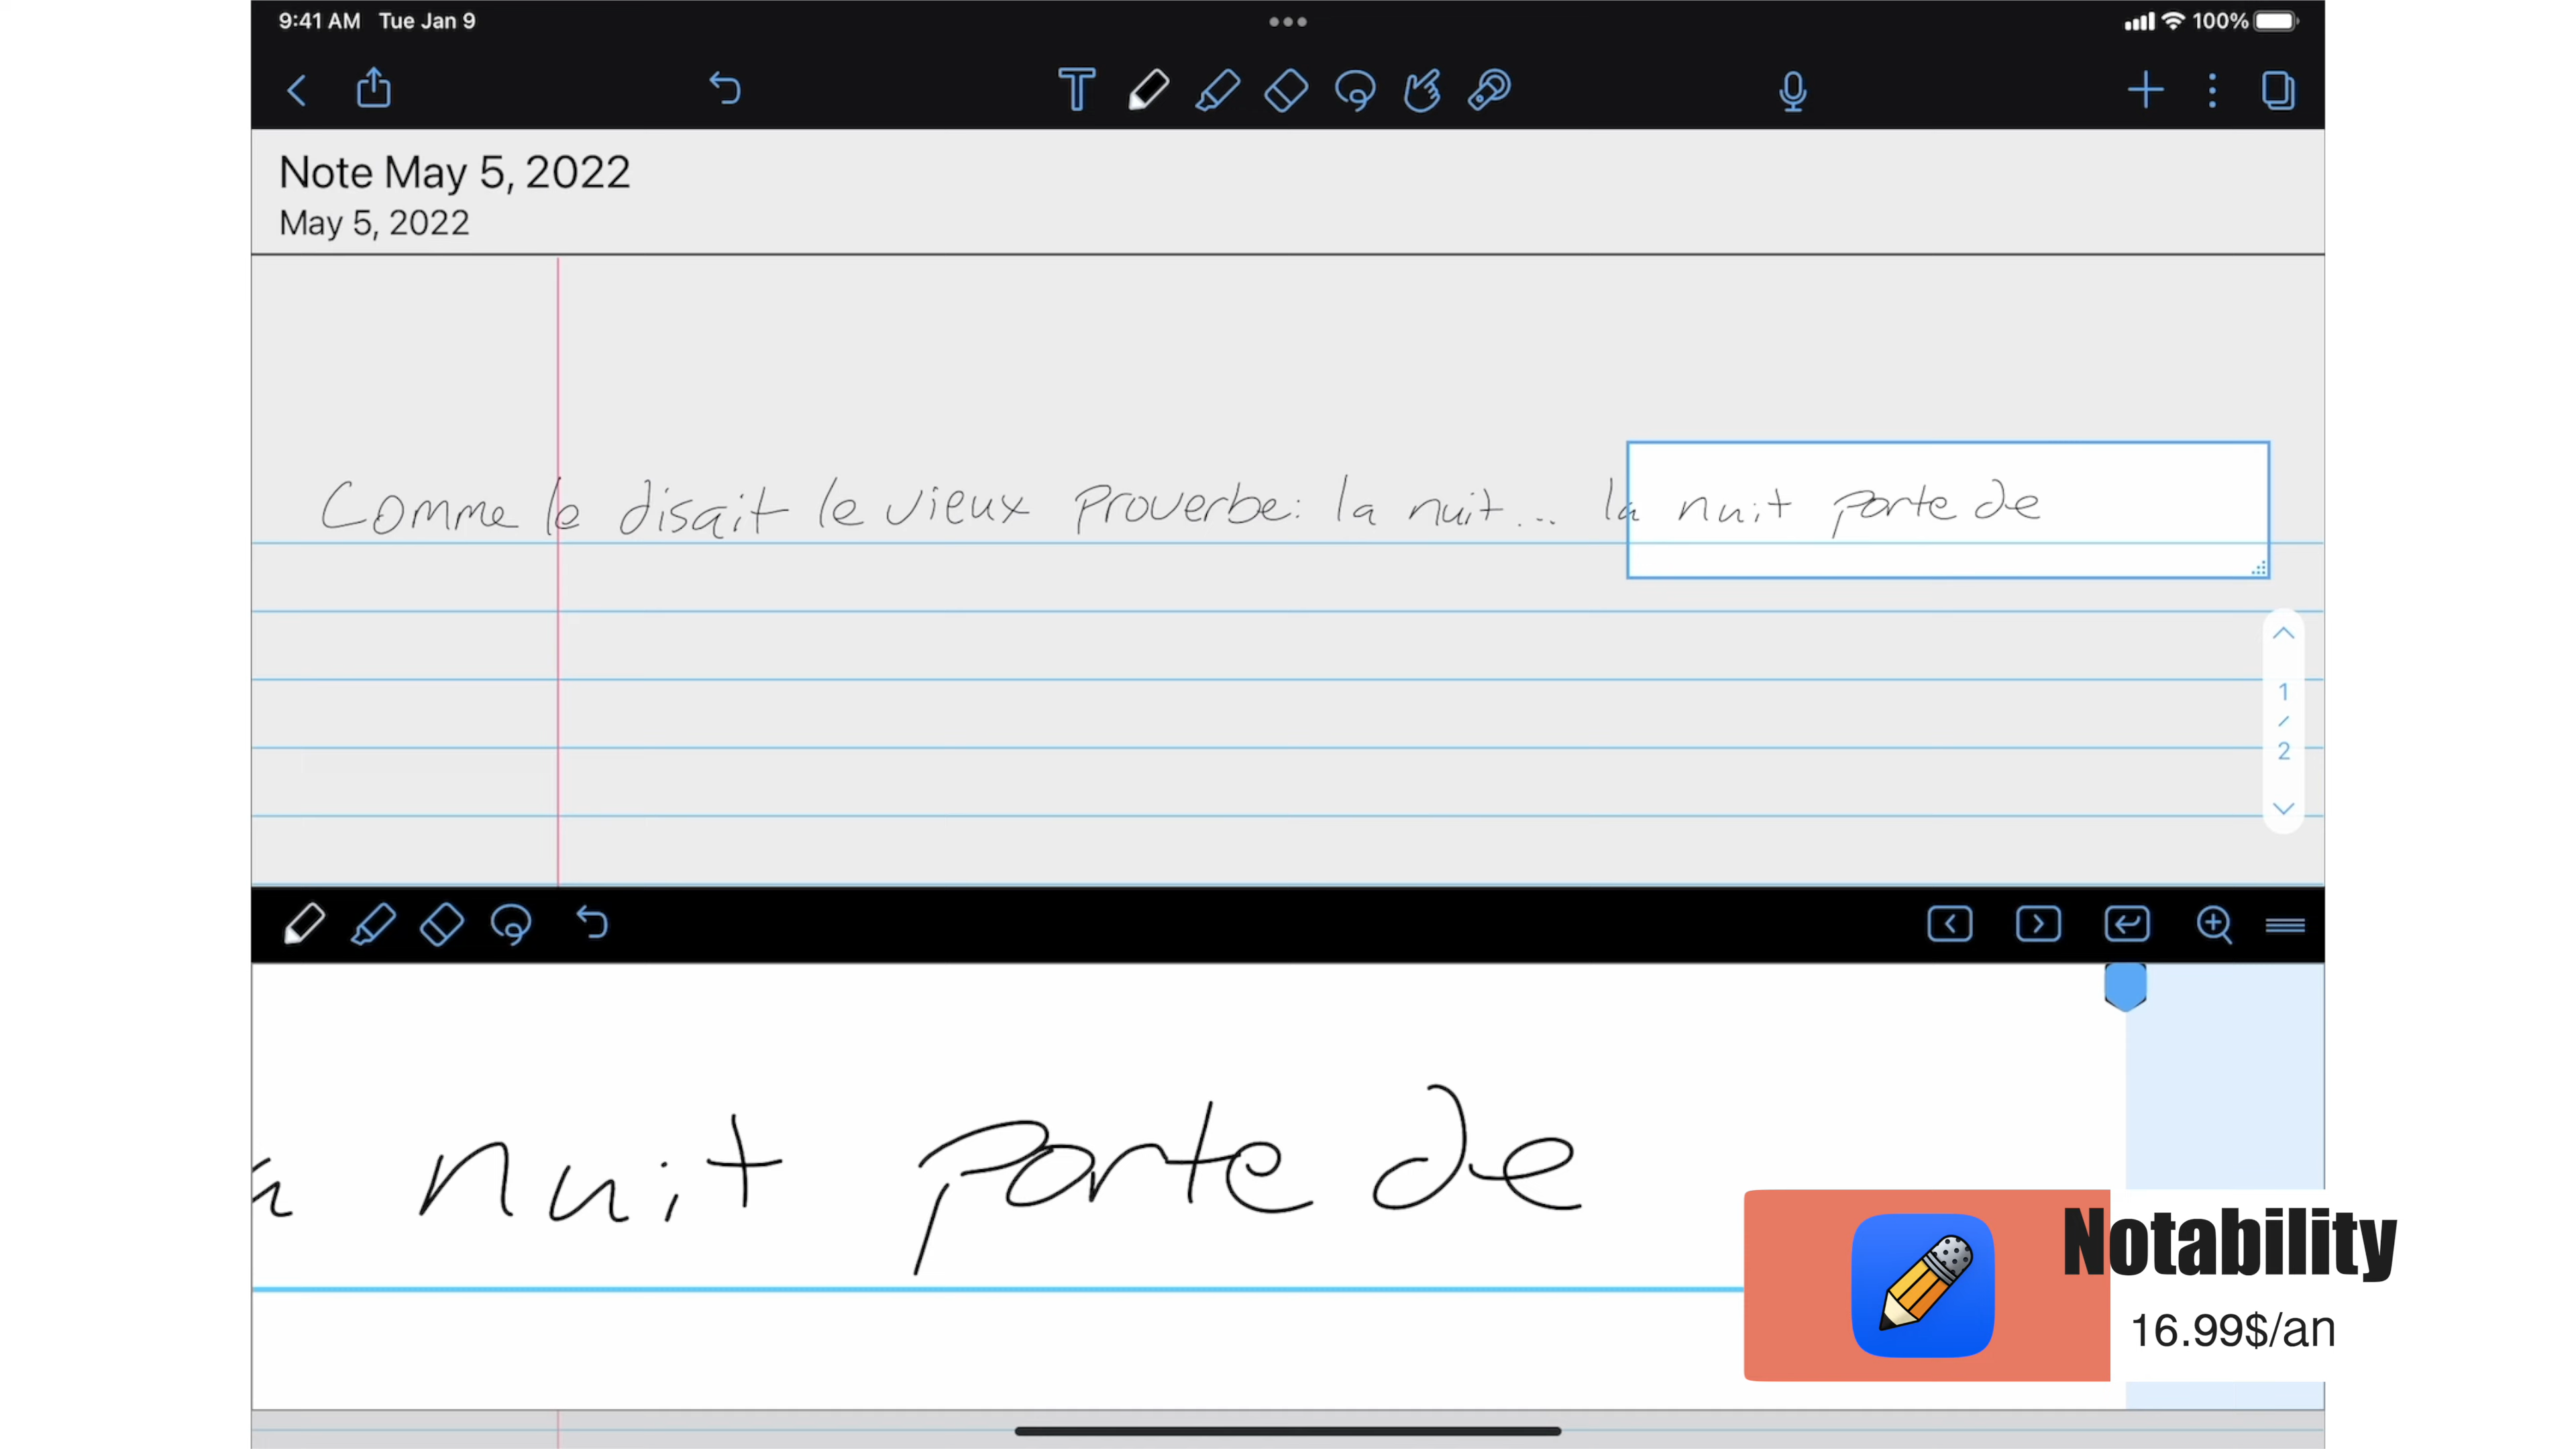 9:41 AM Tue Jan 9
100%
Note May 5, 2022
May 5, 2022
Comme le disait le vieux proverbe: la nuit... la nuit porte de
1
/
2
a nuit porte de
Notability
16.99$/an